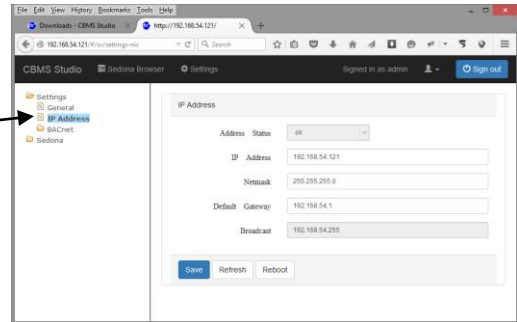 File Edit View History Bookmarks Tools Help
Downloads - CBMS Studio × http://192.168.54.121/ × +
192.168.54.121/#/sv/settings-nic Search
CBMS Studio Sedona Browser Settings Signed in as admin Sign out
Settings
General
IP Address
BACnet
Sedona
IP Address
Address Status ok
IP Address 192.168.54.121
Netmask 255.255.255.0
Default Gateway 192.168.54.1
Broadcast 192.168.54.255
Save Refresh Reboot